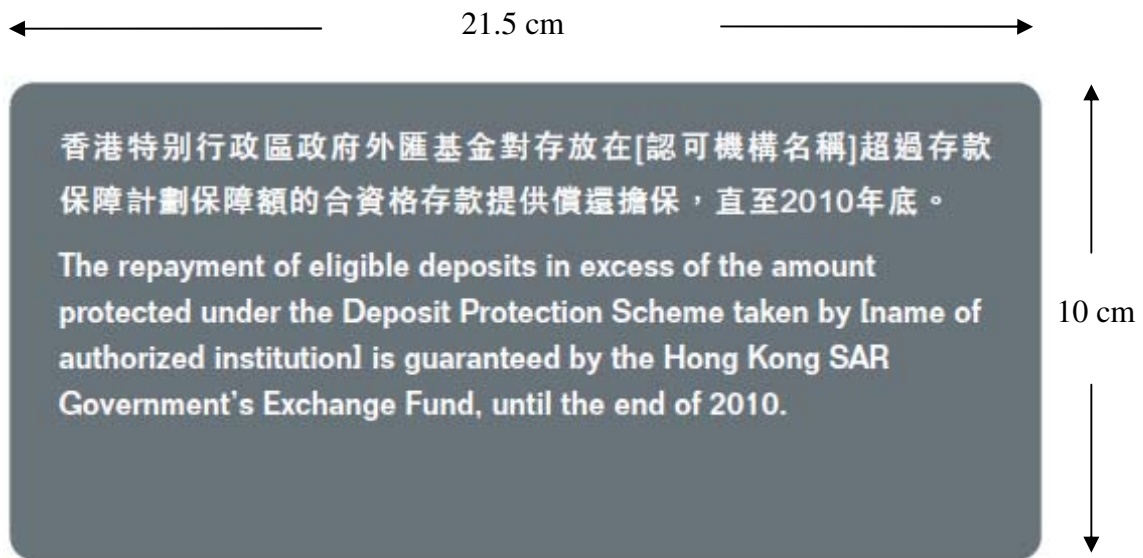 21.5 cm
香港特別行政區政府外匯基金對存放在[認可機構名稱]超過存款
保障計劃保障額的合資格存款提供償還擔保，直至2010年底。
The repayment of eligible deposits in excess of the amount
protected under the Deposit Protection Scheme taken by [name of
authorized institution] is guaranteed by the Hong Kong SAR
Government’s Exchange Fund, until the end of 2010.
10 cm